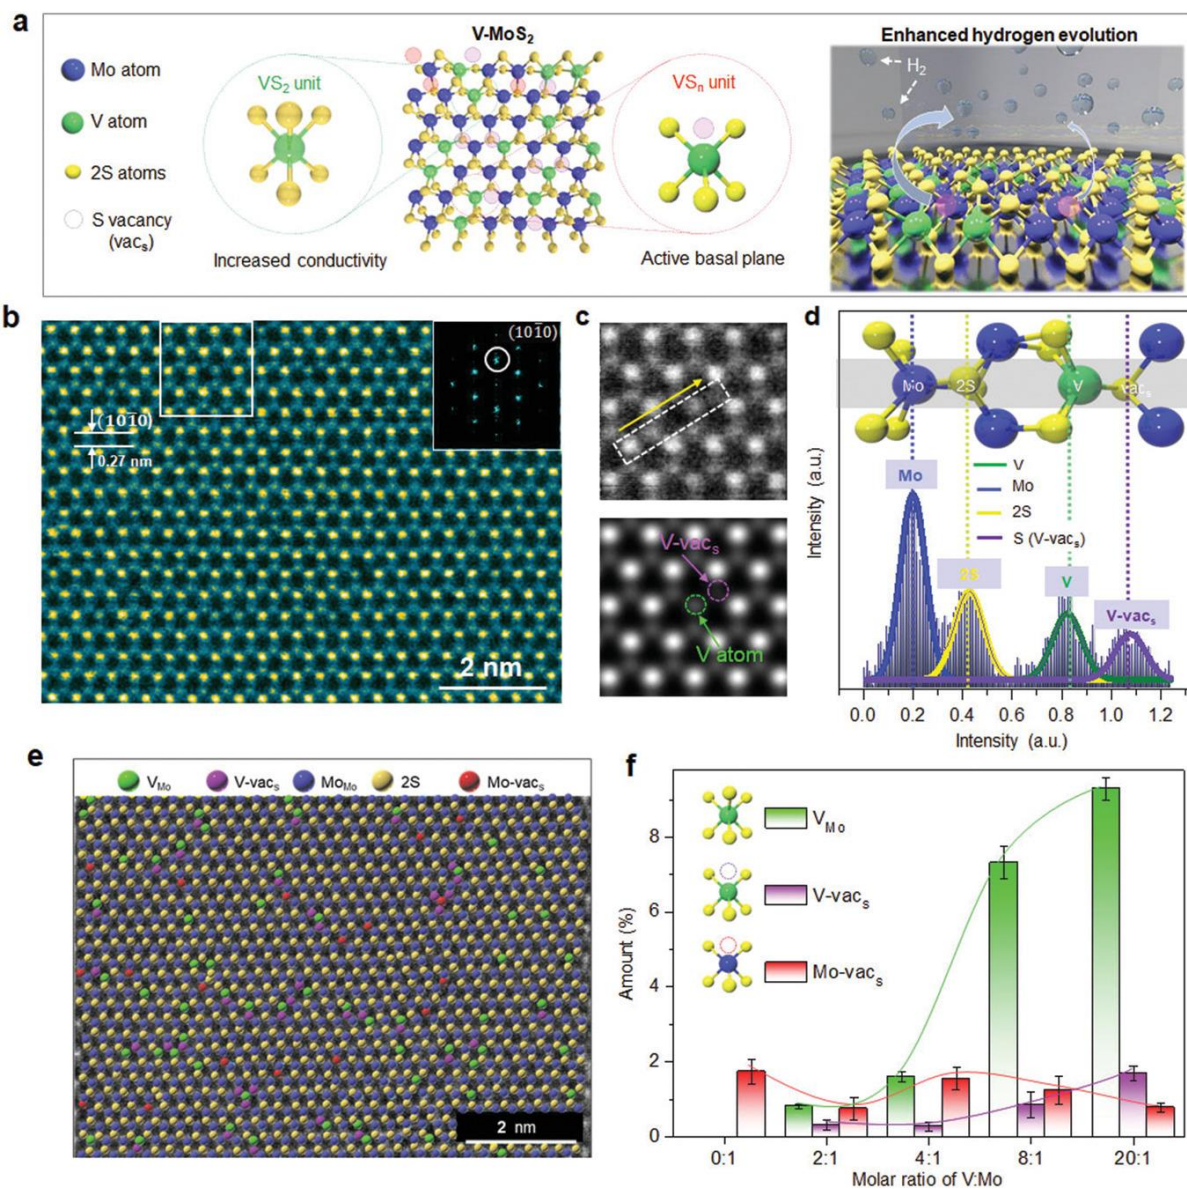 a
V-MoS2
Enhanced hydrogen evolution
Mo atom
V atom
2S atoms
S vacancy
(vacs)
VS2 unit
Increased conductivity
VSn unit
Active basal plane
H2
b
(101̄0)
(101̄0)
0.27 nm
2 nm
c
V-vacs
V atom
d
Mo
2S
V
vacs
V
Mo
2S
S (V-vacs)
Mo
2S
V
V-vacs
Intensity (a.u.)
0.0 0.2 0.4 0.6 0.8 1.0 1.2
Intensity (a.u.)
e
VMo V-vacs MoMo 2S Mo-vacs
2 nm
f
VMo
V-vacs
Mo-vacs
Amount (%)
8
6
4
2
0
0:1 2:1 4:1 8:1 20:1
Molar ratio of V:Mo